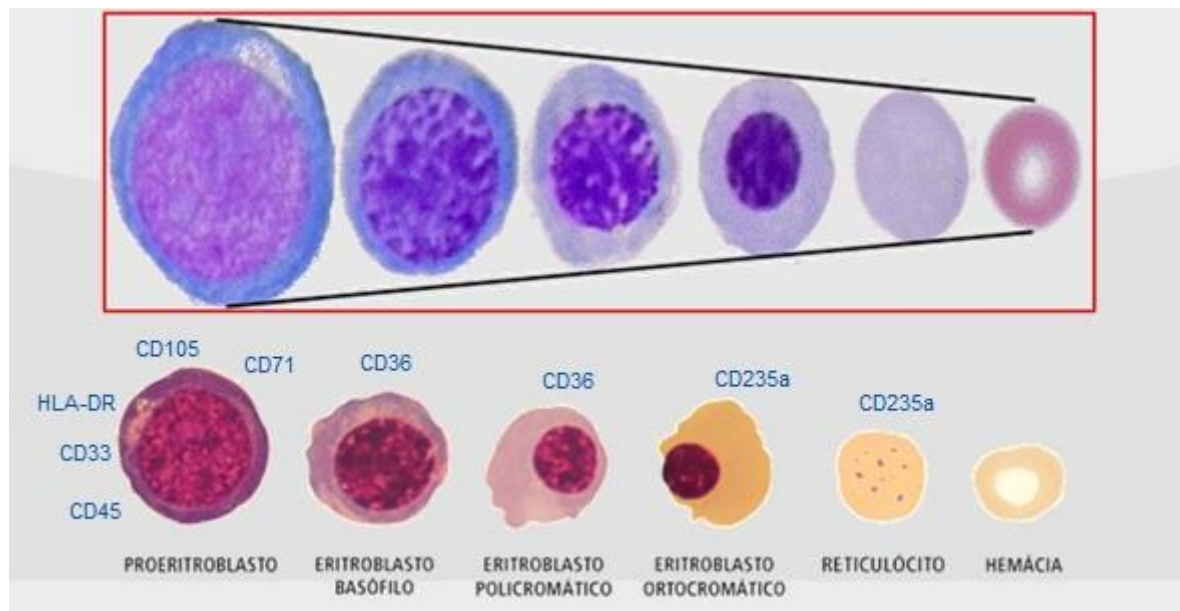 CD105
CD71
CD36
CD36
CD235a
CD235a
HLA-DR
CD33
CD45
PROERITROBLASTO
ERITROBLASTO
BASÓFILO
ERITROBLASTO
POLICROMÁTICO
ERITROBLASTO
ORTOCROMÁTICO
RETICULÓCITO
HEMÁCIA